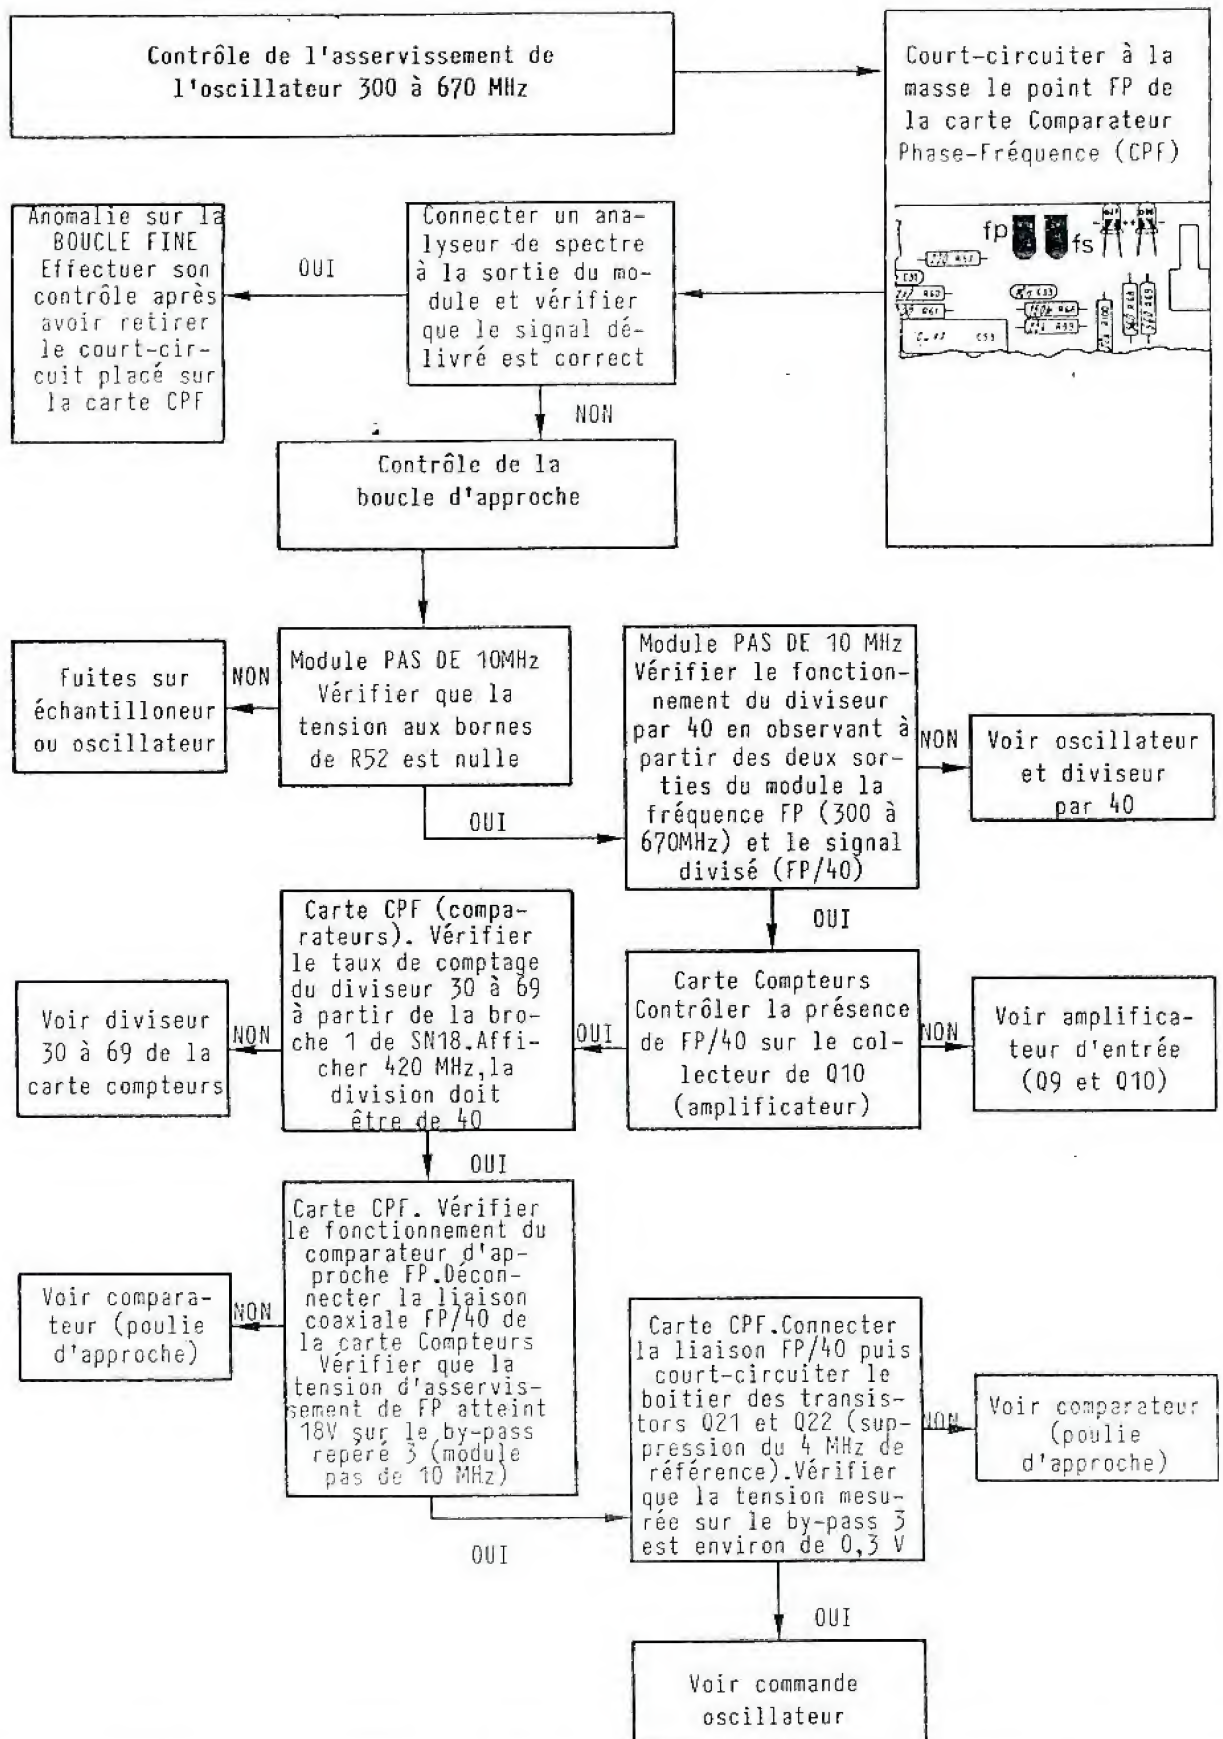 Contrôle de l'asservissement de
l'oscillateur 300 à 670 MHz
Court-circuiter à la
masse le point FP de
la carte Comparateur
Phase-Fréquence (CPF)
fp
fs
Anomalie sur la
BOUCLE FINE
Effectuer son
contrôle après
avoir retirer
le court-cir-
cuit placé sur
la carte CPF
OUI
Connecter un ana-
lyseur de spectre
à la sortie du mo-
dule et vérifier
que le signal dé-
livré est correct
NON
Contrôle de la
boucle d'approche
Fuites sur
échantilloneur
ou oscillateur
NON
Module PAS DE 10MHz
Vérifier que la
tension aux bornes
de R52 est nulle
OUI
Module PAS DE 10 MHz
Vérifier le fonction-
nement du diviseur
par 40 en observant à
partir des deux sor-
ties du module la
fréquence FP (300 à
670MHz) et le signal
divisé (FP/40)
NON
Voir oscillateur
et diviseur
par 40
OUI
Carte Compteurs
Contrôler la présence
de FP/40 sur le col-
lecteur de Q10
(amplificateur)
NON
Voir amplifica-
teur d'entrée
(Q9 et Q10)
OUI
Carte CPF (compa-
rateurs). Vérifier
le taux de comptage
du diviseur 30 à 69
à partir de la bro-
che 1 de SN18.Affi-
cher 420 MHz,la
division doit
être de 40
NON
Voir diviseur
30 à 69 de la
carte compteurs
OUI
Carte CPF. Vérifier
le fonctionnement du
comparateur d'ap-
proche FP.Décon-
necter la liaison
coaxiale FP/40 de
la carte Compteurs
Vérifier que la
tension d'asservis-
sement de FP atteint
18V sur le by-pass
repéré 3 (module
pas de 10 MHz)
NON
Voir compara-
teur (poulie
d'approche)
OUI
Carte CPF.Connecter
la liaison FP/40 puis
court-circuiter le
boitier des transis-
tors Q21 et Q22 (sup-
pression du 4 MHz de
référence).Vérifier
que la tension mesu-
rée sur le by-pass 3
est environ de 0,3 V
NON
Voir comparateur
(poulie
d'approche)
OUI
Voir commande
oscillateur